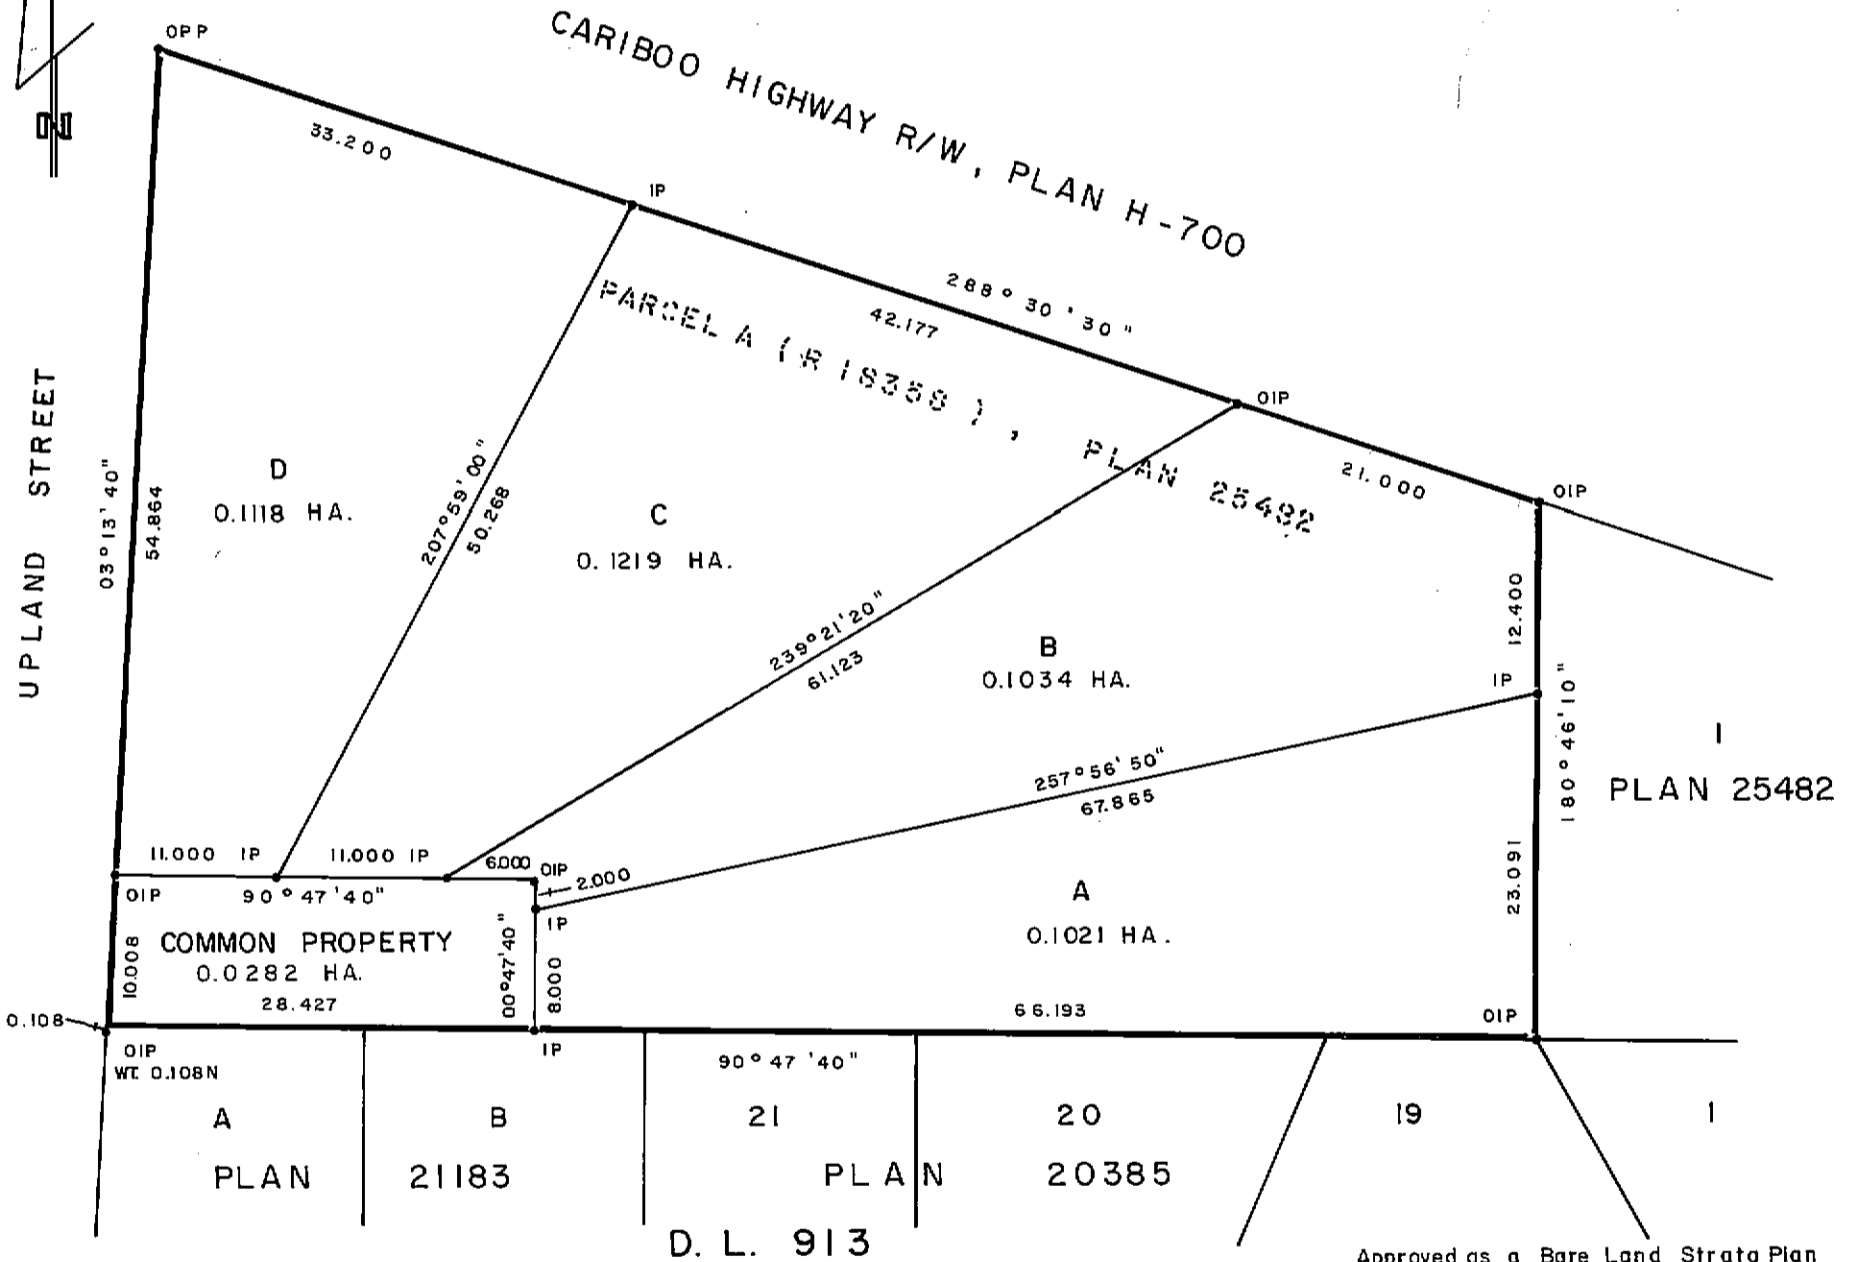 OPP
CARIBOO HIGHWAY R/W, PLAN H-700
N
33.200
IP
288° 30' 30"
42.177
PARCEL A (R 18358), PLAN 25482
OIP
21.000
OIP
UPLAND STREET
03°13'40"
54.864
D
0.1118 HA.
207°59'00"
50.268
C
0.1219 HA.
239°21'20"
61.123
B
0.1034 HA.
12.400
IP
180°46'10"
1
PLAN 25482
257°56'50"
67.865
23.091
11.000 IP
11.000 IP
6.000
OIP
2.000
OIP
90°47'40"
IP
A
0.1021 HA.
COMMON PROPERTY
0.0282 HA.
10.008
00°47'40"
8.000
28.427
66.193
OIP
0.108
OIP
WT. 0.108N
IP
90°47'40"
A
B
21
20
19
1
PLAN 21183
PLAN 20385
D. L. 913
Approved as a Bare Land Strata Plan